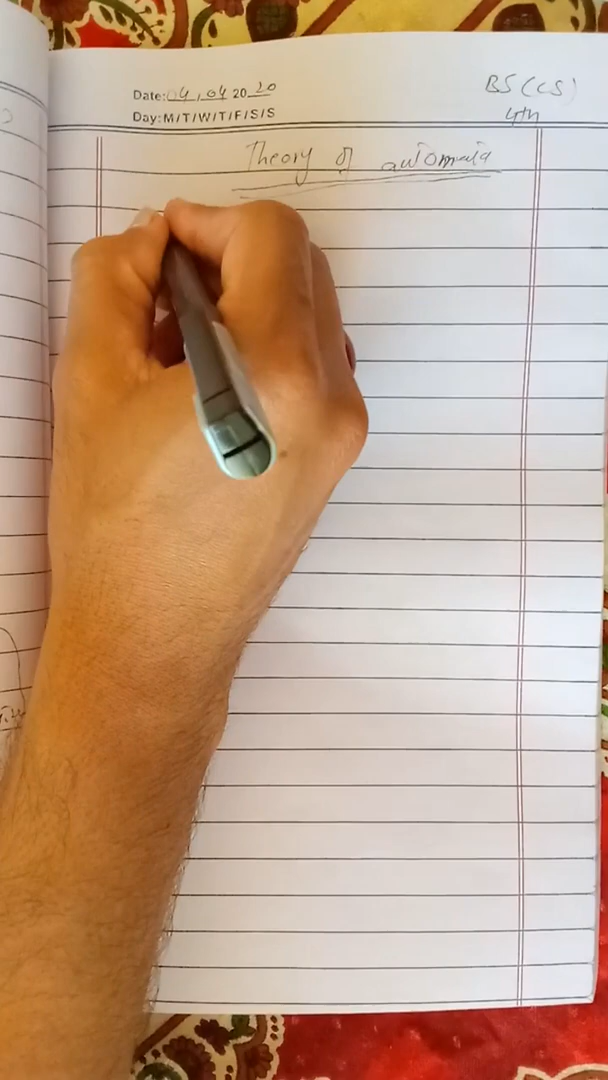 Date: 04, 04 20 20
BS (CS)
Day: M/T/W/T/F/S/S
4th
Theory of automata